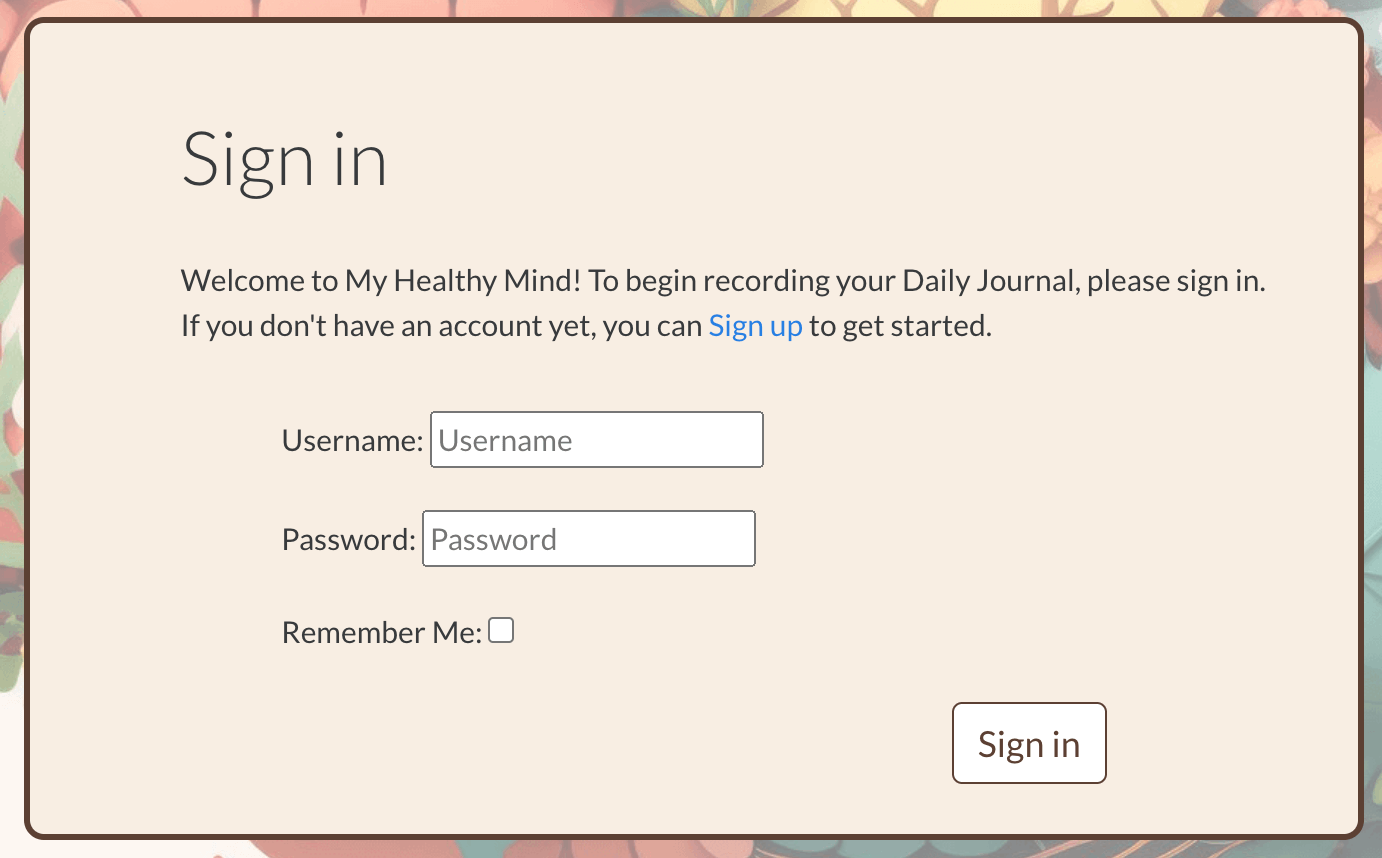 Sign in
Welcome to My Healthy Mind! To begin recording your Daily Journal, please sign in.
If you don't have an account yet, you can Sign up to get started.
Username: Username
Password: Password
Remember Me:
Sign in